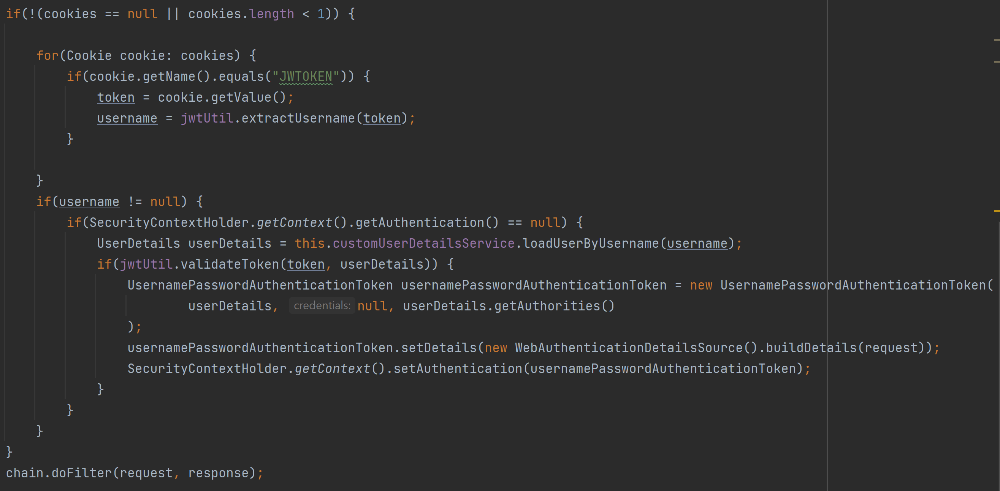 if(!(cookies == null || cookies.length < 1)) {
for(Cookie cookie: cookies) {
if(cookie.getName().equals("JWTOKEN")) {
token = cookie.getValue();
username = jwtUtil.extractUsername(token);
}
}
if(username != null) {
if(SecurityContextHolder.getContext().getAuthentication() == null) {
UserDetails userDetails = this.customUserDetailsService.loadUserByUsername(username);
if(jwtUtil.validateToken(token, userDetails)) {
UsernamePasswordAuthenticationToken usernamePasswordAuthenticationToken = new UsernamePasswordAuthenticationToken(
userDetails, credentials: null, userDetails.getAuthorities()
);
usernamePasswordAuthenticationToken.setDetails(new WebAuthenticationDetailsSource().buildDetails(request));
SecurityContextHolder.getContext().setAuthentication(usernamePasswordAuthenticationToken);
}
}
}
}
chain.doFilter(request, response);